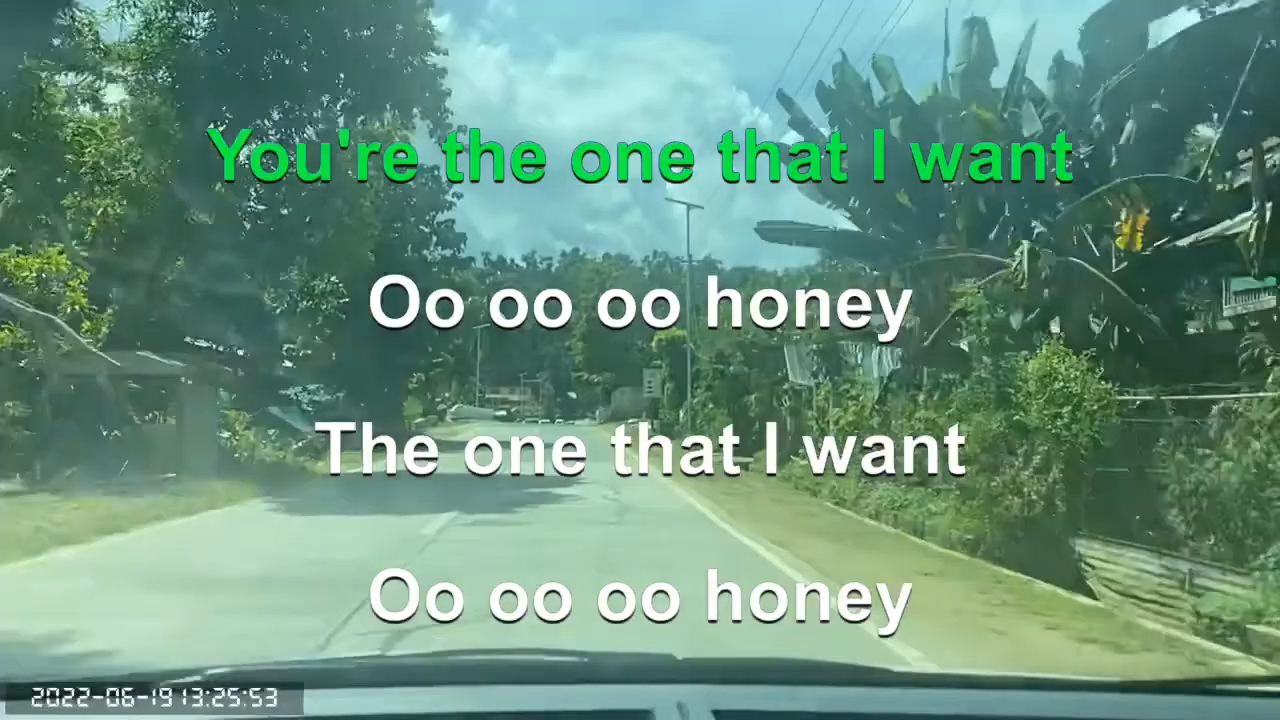 You're the one that I want
Oo oo oo honey
The one that I want
Oo oo oo honey
2022-06-19 13:25:53